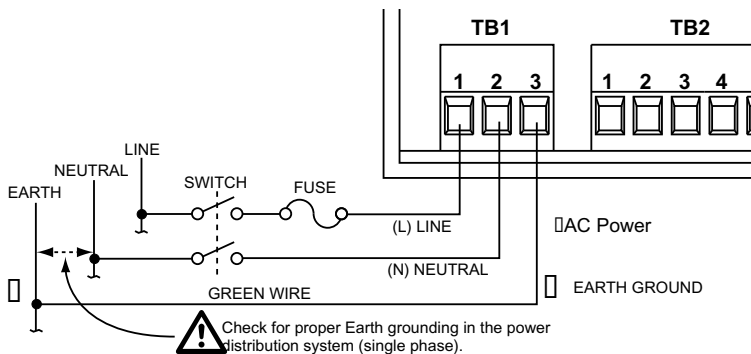 TB1 TB2
1 2 3 1 2 3 4
LINE
NEUTRAL
EARTH
SWITCH
FUSE
(L) LINE
AC Power
(N) NEUTRAL
GREEN WIRE
EARTH GROUND
Check for proper Earth grounding in the power
distribution system (single phase).